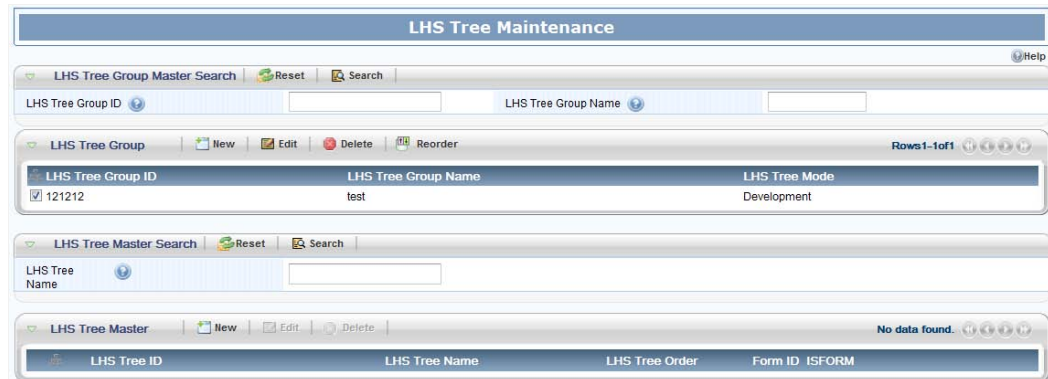 LHS Tree Maintenance
Help
LHS Tree Group Master Search Reset Search
LHS Tree Group ID LHS Tree Group Name
LHS Tree Group New Edit Delete Reorder Rows1-1of1
LHS Tree Group ID LHS Tree Group Name LHS Tree Mode
121212 test Development
LHS Tree Master Search Reset Search
LHS Tree
Name
LHS Tree Master New Edit Delete No data found.
LHS Tree ID LHS Tree Name LHS Tree Order Form ID ISFORM